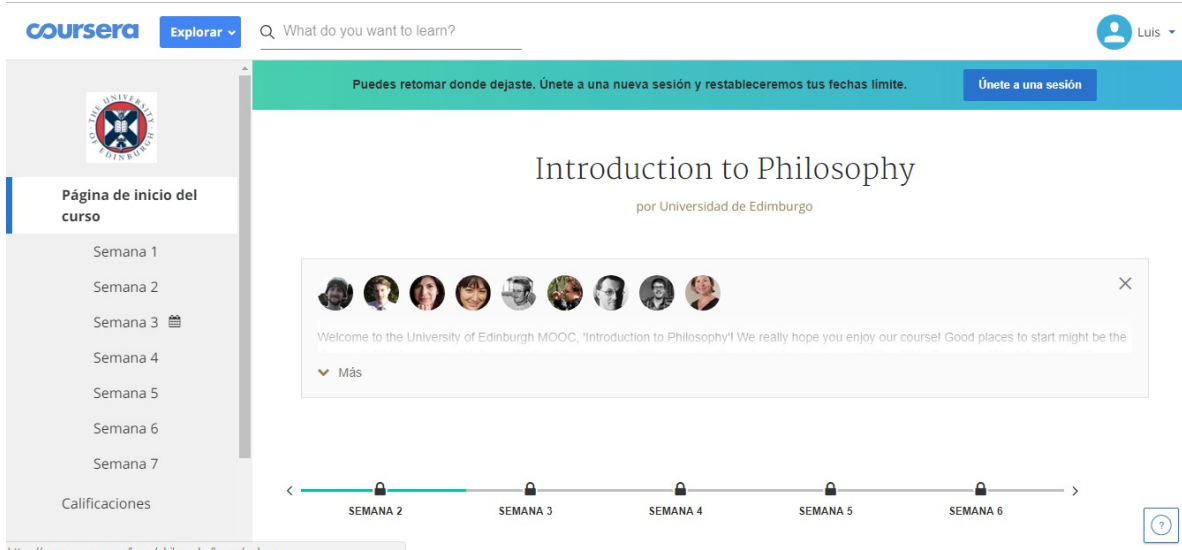 coursera
Explorar
What do you want to learn?
Luis
Puedes retomar donde dejaste. Únete a una nueva sesión y restableceremos tus fechas límite.
Únete a una sesión
THE UNIVERSITY OF EDINBURGH
Página de inicio del
curso
Semana 1
Semana 2
Semana 3
Semana 4
Semana 5
Semana 6
Semana 7
Calificaciones
Introduction to Philosophy
por Universidad de Edimburgo
Welcome to the University of Edinburgh MOOC, 'Introduction to Philosophy'! We really hope you enjoy our course! Good places to start might be the
Más
SEMANA 2
SEMANA 3
SEMANA 4
SEMANA 5
SEMANA 6
?